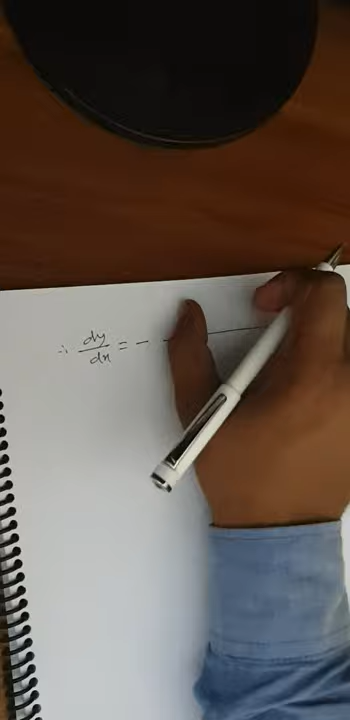 ∴ dy/dx = -